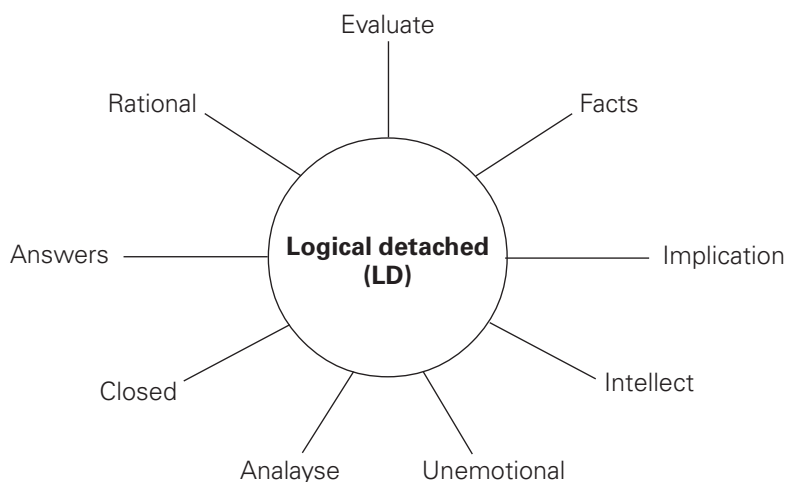 Evaluate
Rational
Facts
Answers
Logical detached
(LD)
Implication
Closed
Intellect
Analayse
Unemotional